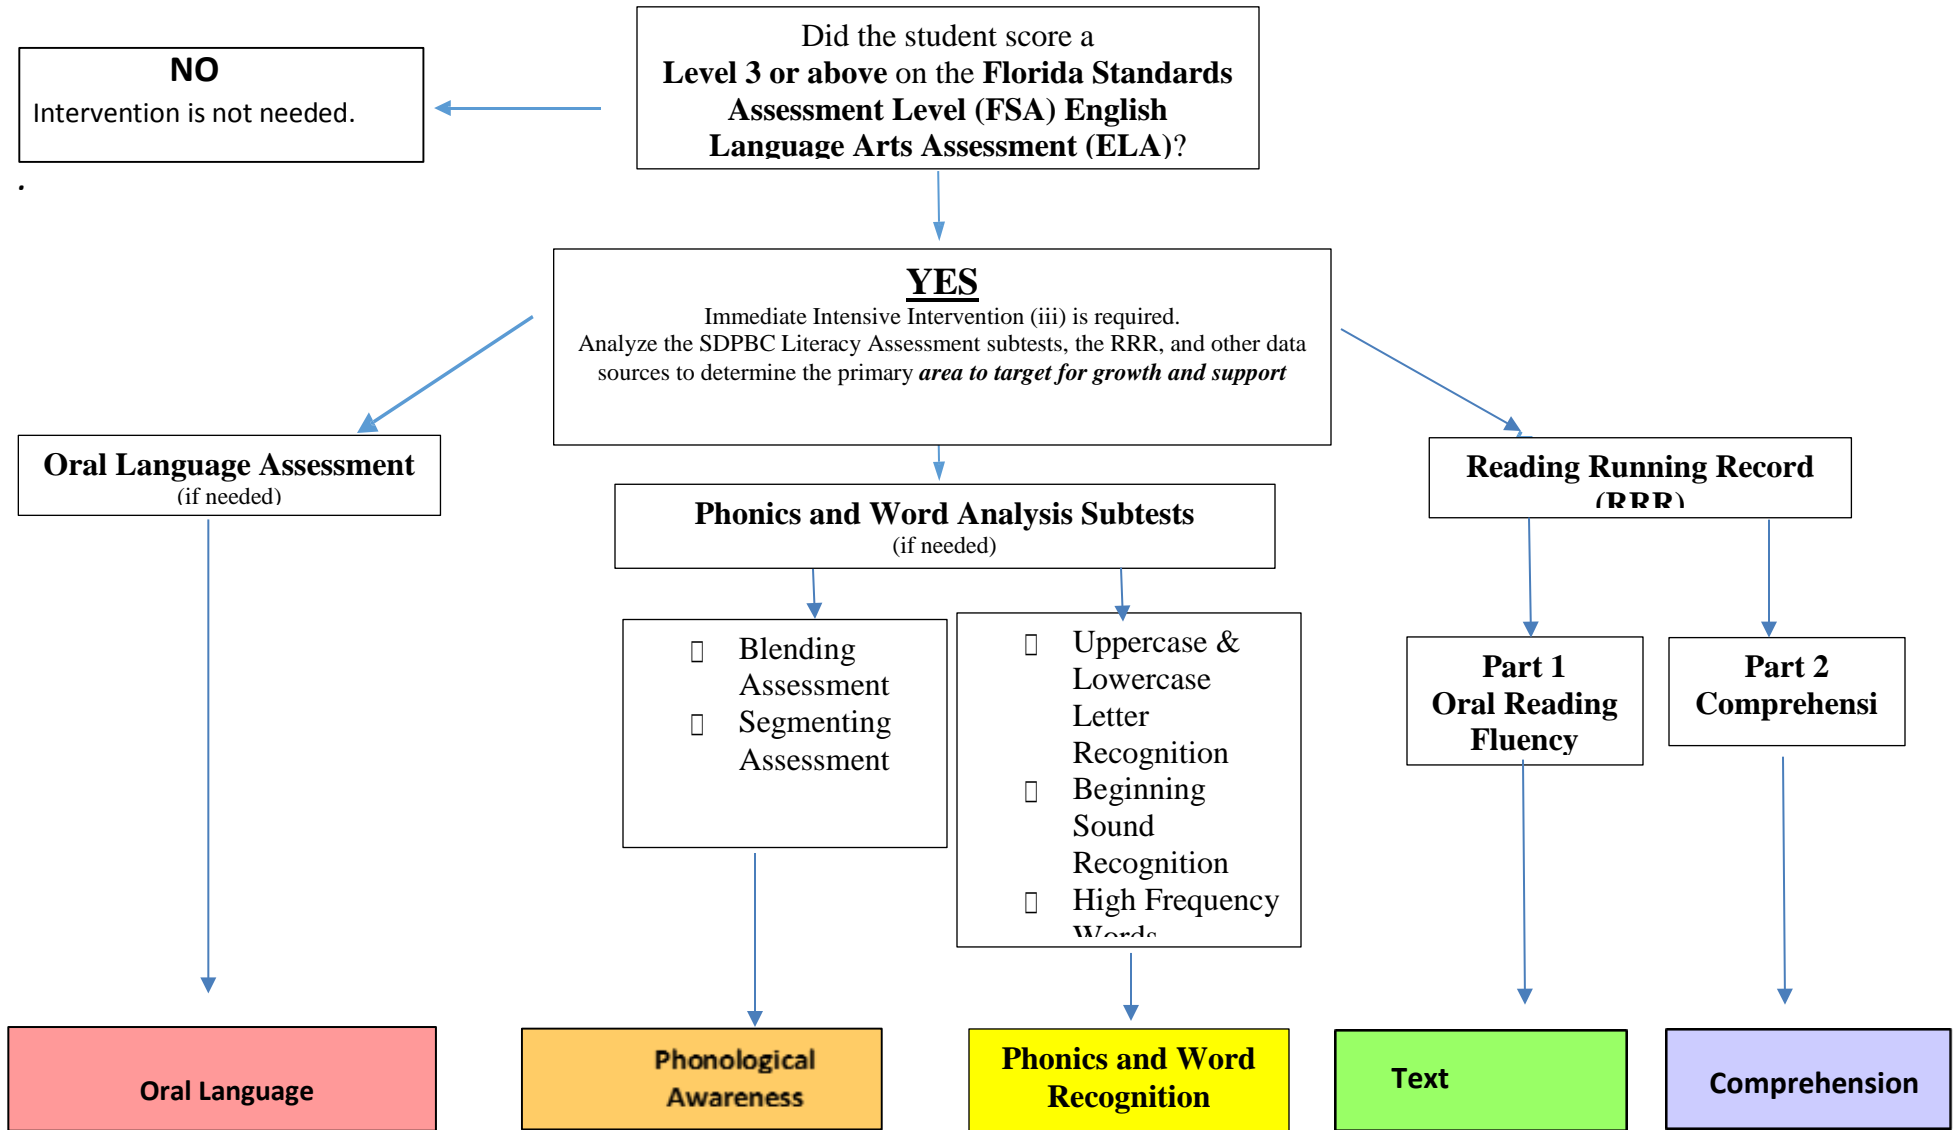 Did the student score a
Level 3 or above on the Florida Standards
Assessment Level (FSA) English
Language Arts Assessment (ELA)?
NO
Intervention is not needed.
.
YES
Immediate Intensive Intervention (iii) is required.
Analyze the SDPBC Literacy Assessment subtests, the RRR, and other data
sources to determine the primary area to target for growth and support
Oral Language Assessment
(if needed)
Phonics and Word Analysis Subtests
(if needed)
Reading Running Record
(RRR)
Blending
Assessment
Segmenting
Assessment
Uppercase &
Lowercase
Letter
Recognition
Beginning
Sound
Recognition
High Frequency
Words
Part 1
Oral Reading
Fluency
Part 2
Comprehensi
Oral Language
Phonological
Awareness
Phonics and Word
Recognition
Text
Comprehension